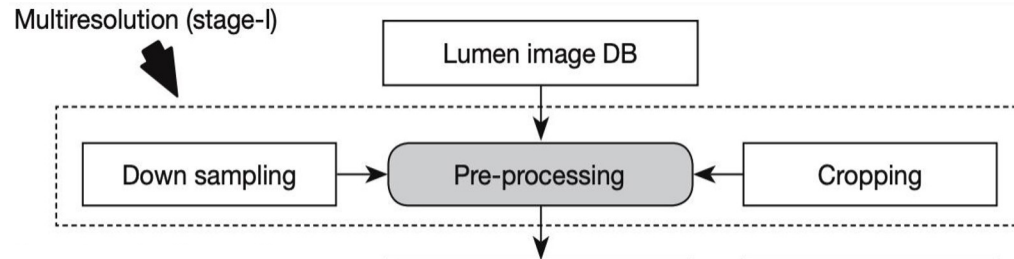 Multiresolution (stage-I)
Lumen image DB
Down sampling
Pre-processing
Cropping